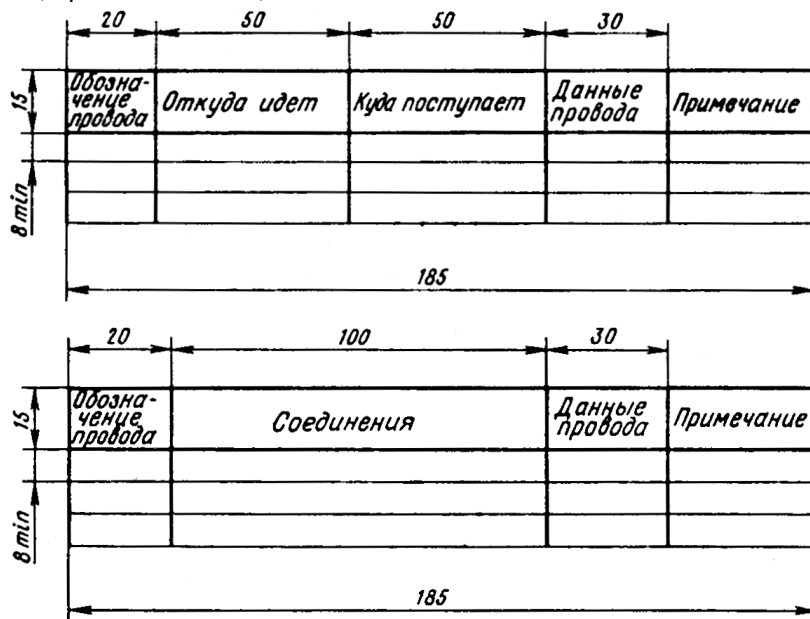 20 50 50 30
15
Обозна-
чение
провода
Откуда идет
Куда поступает
Данные
провода
Примечание
8 min
185
20 100 30
15
Обозна-
чение
провода
Соединения
Данные
провода
Примечание
8 min
185